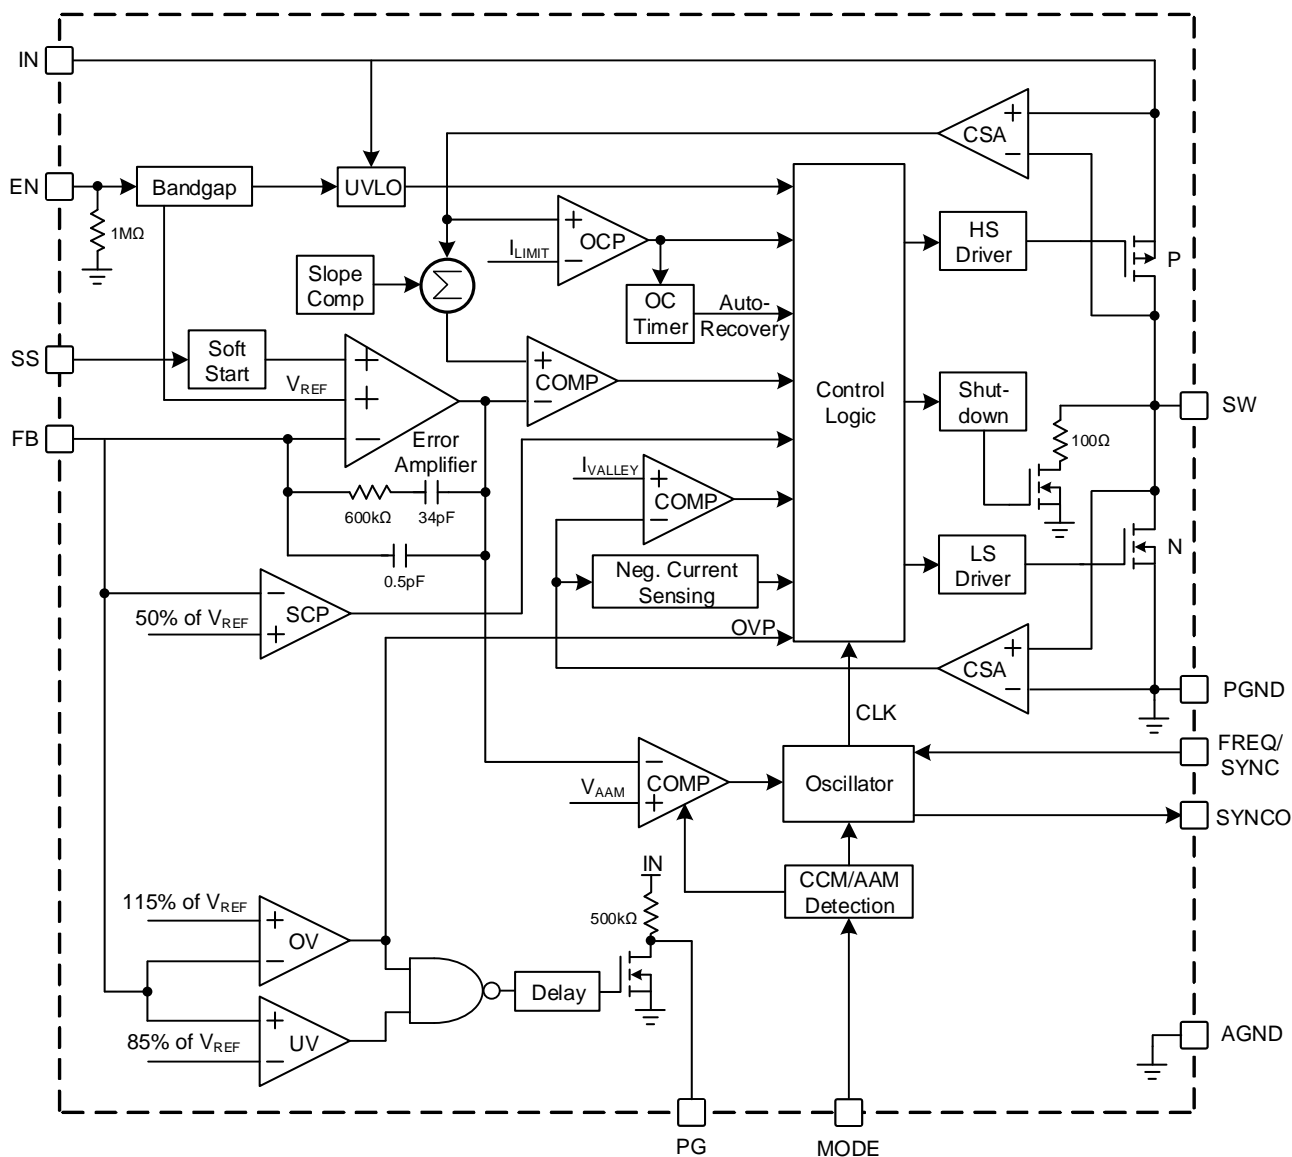 IN
+
CSA
−
EN
Bandgap
UVLO
1MΩ
+
OCP
ILIMIT
−
HS
Driver
P
Slope
Comp
Σ
OC
Timer
Auto-
Recovery
SS
Soft
Start
+
VREF
+
−
+
COMP
−
Control
Logic
Shut-
down
SW
FB
Error
Amplifier
100Ω
600kΩ
34pF
0.5pF
IVALLEY
+
COMP
−
N
Neg. Current
Sensing
LS
Driver
−
SCP
50% of VREF
+
OVP
+
CSA
−
PGND
CLK
FREQ/
SYNC
−
COMP
VAAM
+
Oscillator
SYNCO
IN
CCM/AAM
Detection
500kΩ
115% of VREF
+
OV
−
Delay
+
UV
85% of VREF
−
AGND
PG
MODE